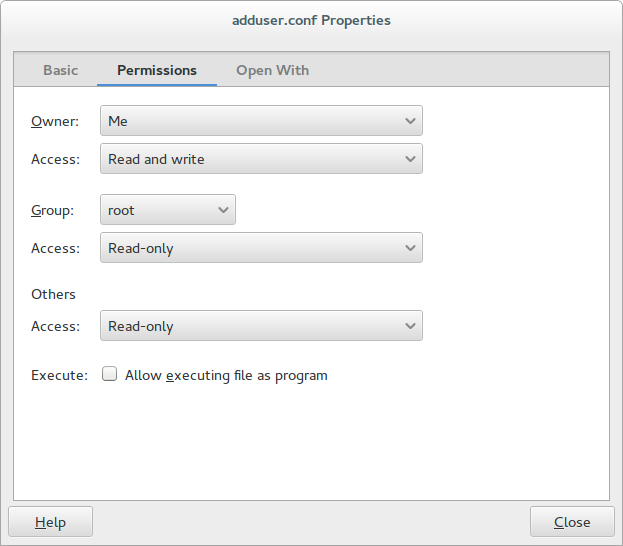 adduser.conf Properties
Basic Permissions Open With
Owner: Me
Access: Read and write
Group: root
Access: Read-only
Others
Access: Read-only
Execute: Allow executing file as program
Help Close